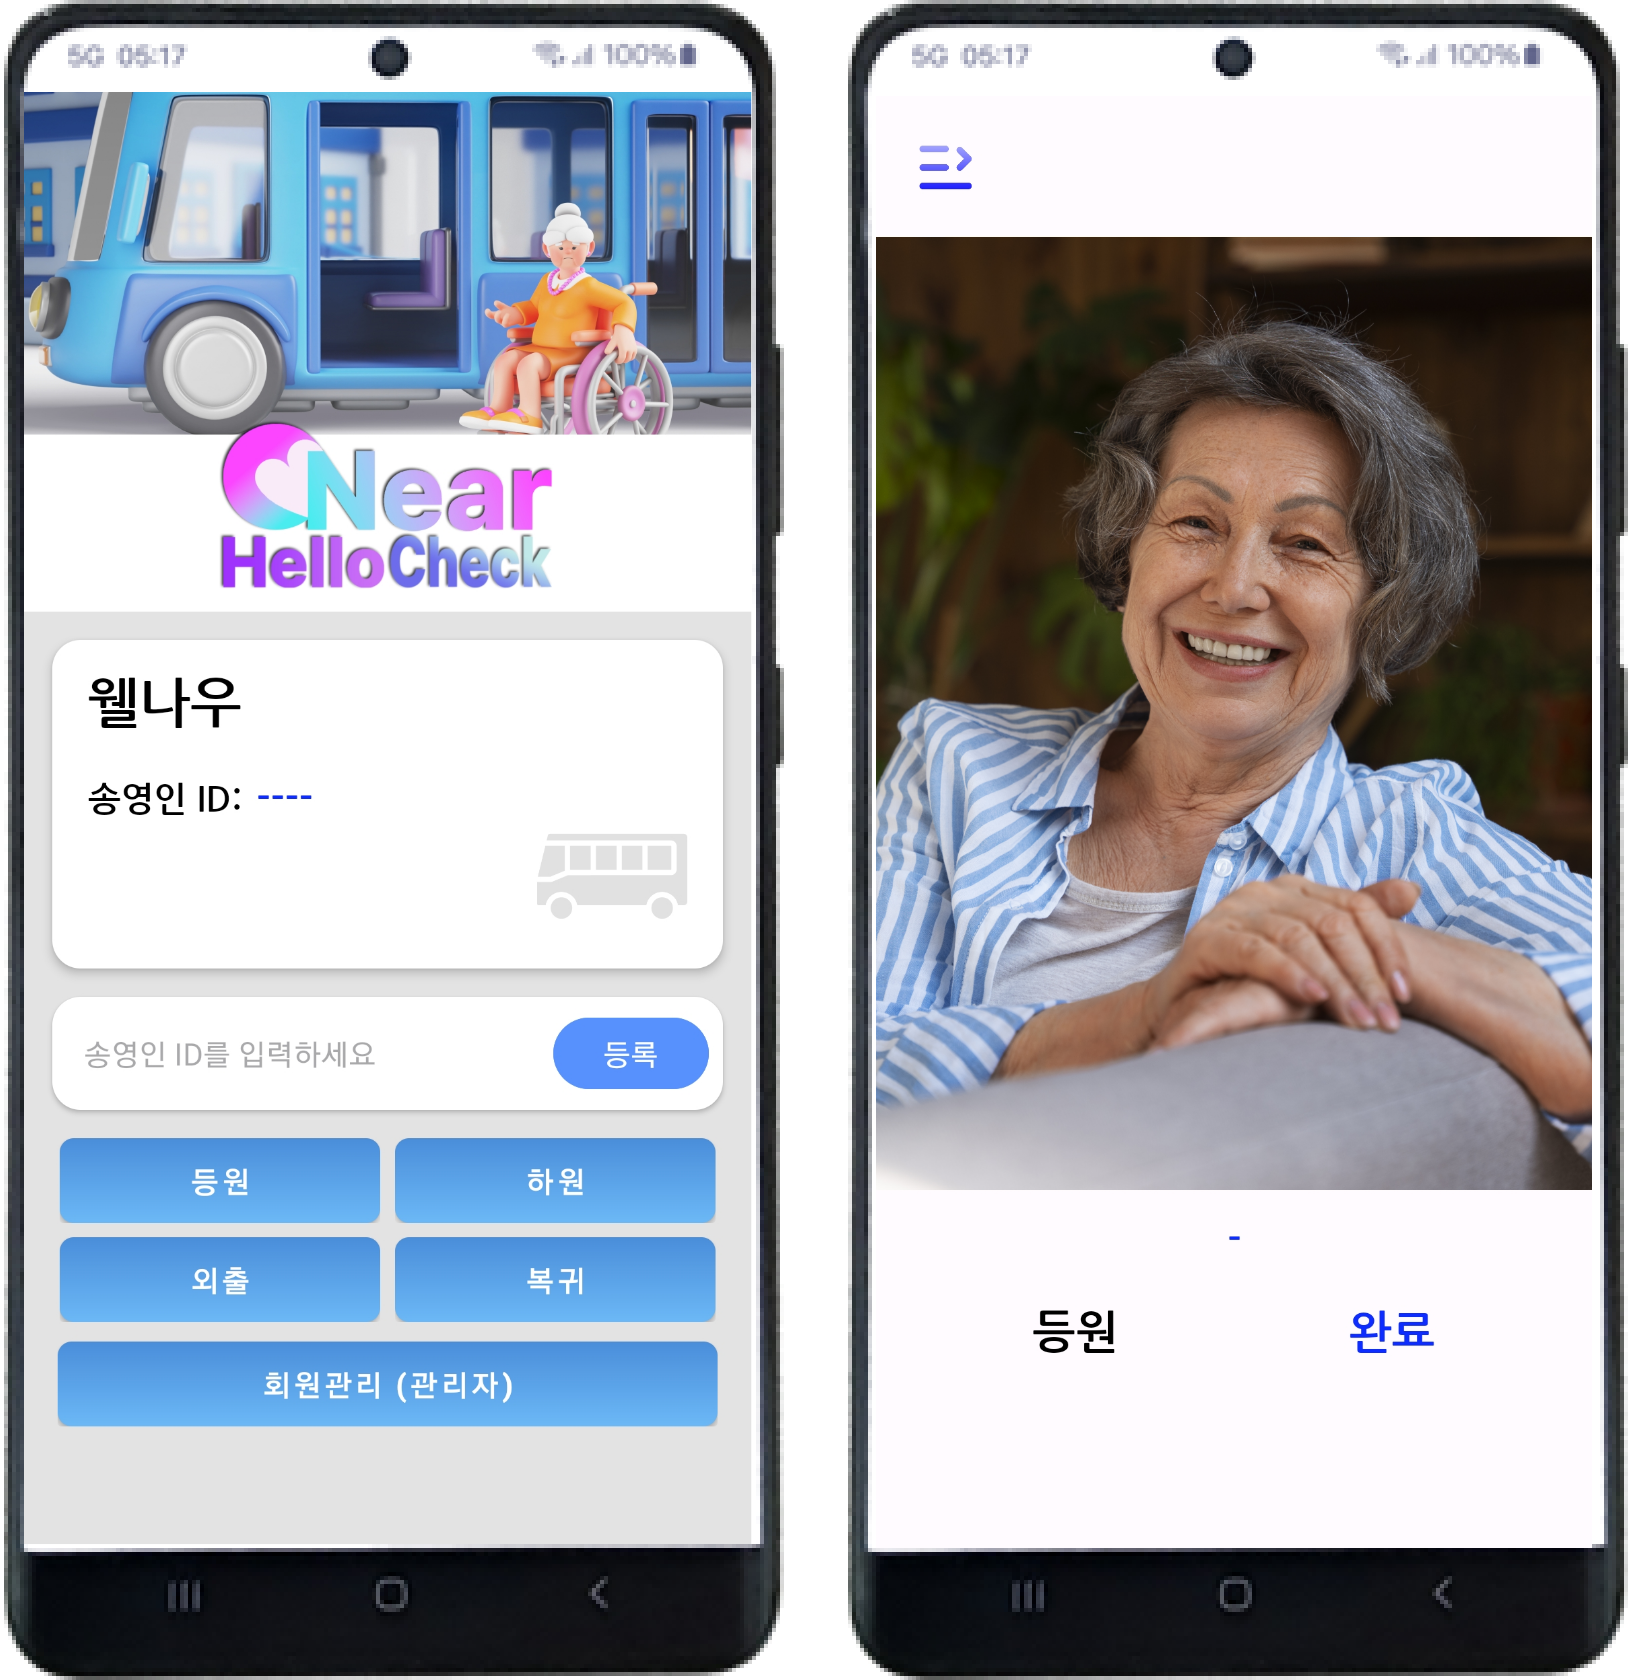 5G 05:17
100%
Near
HelloCheck
웰나우
송영인 ID: ----
송영인 ID를 입력하세요
등록
등원
하원
외출
복귀
회원관리 (관리자)
5G 05:17
100%
-
등원
완료